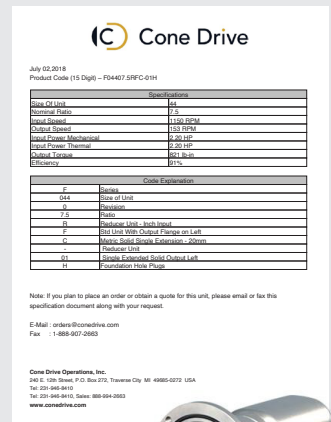 Cone Drive
July 02,2018
Product Code (15 Digit) – F04407.5RFC-01H
Specifications
Size Of Unit 44
Nominal Ratio 7.5
Input Speed 1150 RPM
Output Speed 153 RPM
Input Power Mechanical 2.20 HP
Input Power Thermal 2.20 HP
Output Torque 821 lb-in
Efficiency 91%
Code Explanation
F Series
044 Size of Unit
0 Revision
7.5 Ratio
R Reducer Unit - Inch Input
F Std Unit With Output Flange on Left
C Metric Solid Single Extension - 20mm
- Reducer Unit
01 Single Extended Solid Output Left
H Foundation Hole Plugs
Note: If you plan to place an order or obtain a quote for this unit, please email or fax this
specification document along with your request.
E-Mail : orders@conedrive.com
Fax : 1-888-907-2663
Cone Drive Operations, Inc.
240 E. 12th Street, P.O. Box 272, Traverse City MI 49685-0272 USA
Tel: 231-946-8410
Tel: 231-946-8410, Sales: 888-994-2663
www.conedrive.com